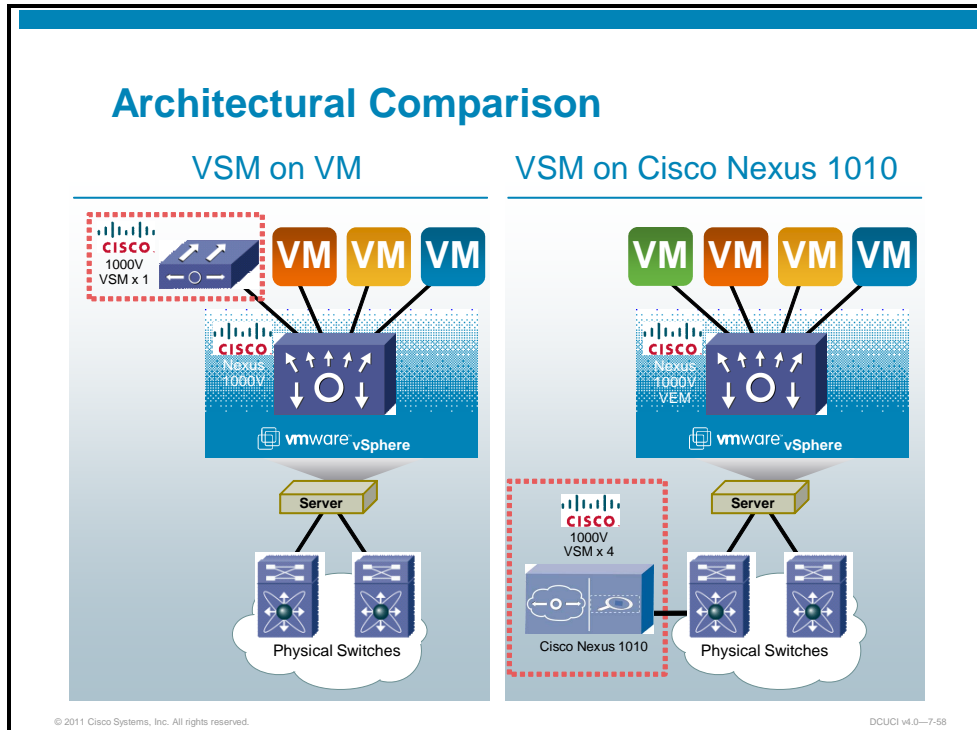 Architectural Comparison
VSM on VM
VSM on Cisco Nexus 1010
CISCO
1000V
VSM x 1
VM
VM
VM
CISCO
Nexus
1000V
vmware vSphere
Server
Physical Switches
VM
VM
VM
VM
CISCO
Nexus
1000V
VEM
vmware vSphere
Server
CISCO
1000V
VSM x 4
Cisco Nexus 1010
Physical Switches
© 2011 Cisco Systems, Inc. All rights reserved.
DCUCI v4.0—7-58